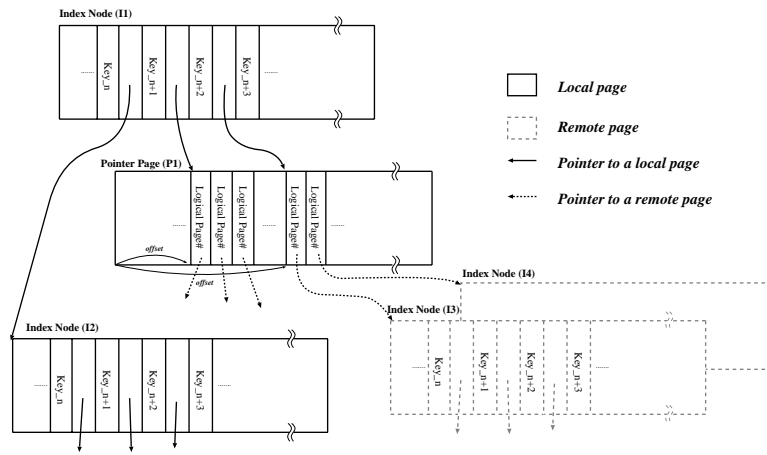 Index Node (I1)
........
Key_n
Key_n+1
Key_n+2
Key_n+3
........
Local page
Remote page
Pointer to a local page
Pointer to a remote page
Pointer Page (P1)
........
Logical Page#
Logical Page#
Logical Page#
........
Logical Page#
Logical Page#
........
offset
offset
Index Node (I4)
Index Node (I3)
........
Key_n
Key_n+1
Key_n+2
Key_n+3
........
Index Node (I2)
........
Key_n
Key_n+1
Key_n+2
Key_n+3
........